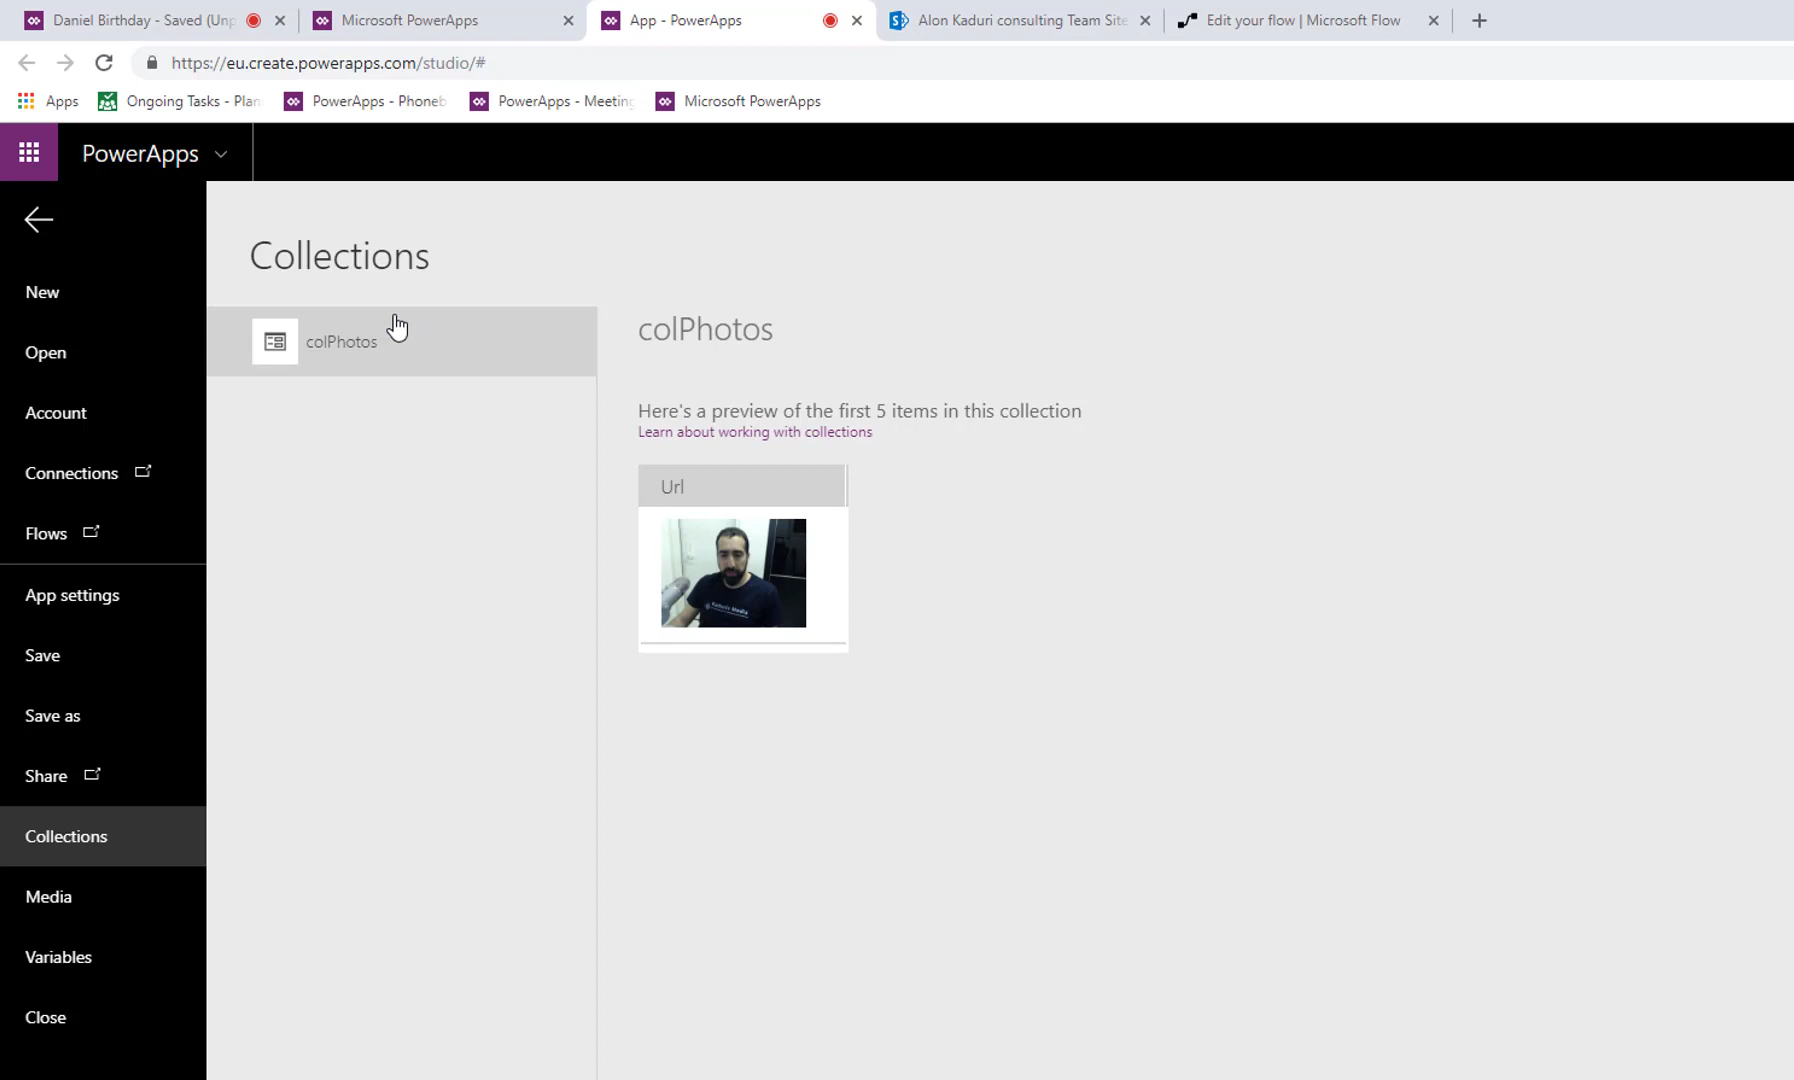 Daniel Birthday - Saved (Unp
Microsoft PowerApps
App - PowerApps
Alon Kaduri consulting Team Site
Edit your flow | Microsoft Flow
https://eu.create.powerapps.com/studio/#
Apps
Ongoing Tasks - Plan
PowerApps - Phoneb
PowerApps - Meeting
Microsoft PowerApps
PowerApps
New
Open
Account
Connections
Flows
App settings
Save
Save as
Share
Collections
Media
Variables
Close
Collections
colPhotos
colPhotos
Here's a preview of the first 5 items in this collection
Learn about working with collections
Url